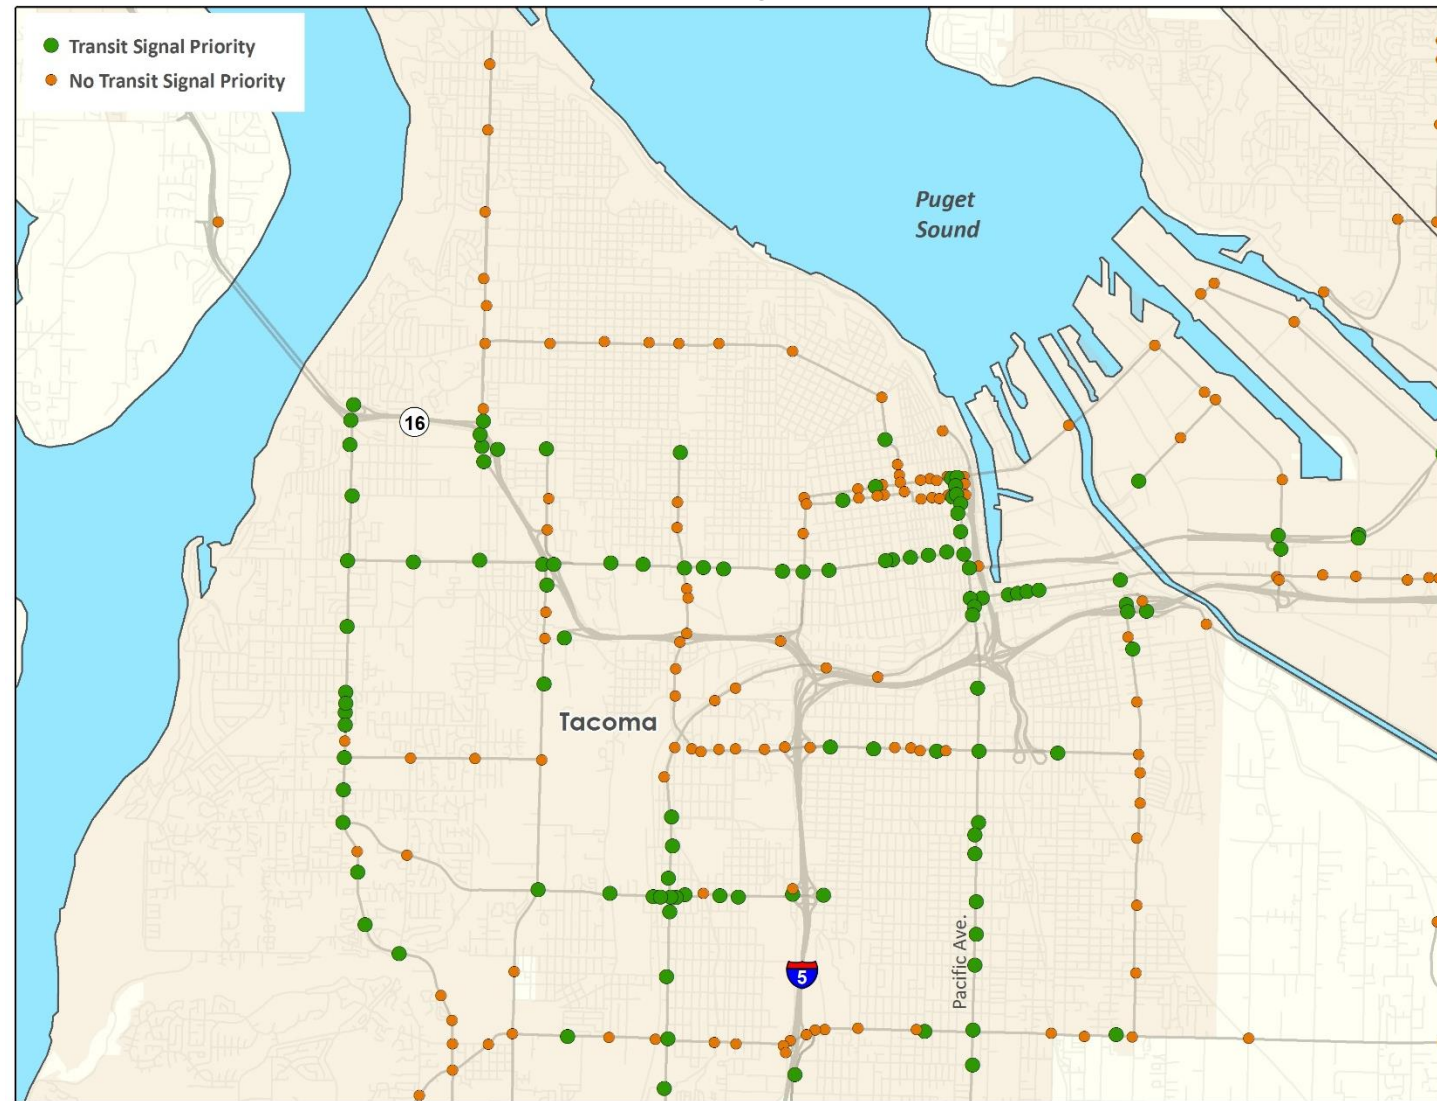 Transit Signal Priority
No Transit Signal Priority
Puget
Sound
16
Tacoma
Pacific Ave.
5